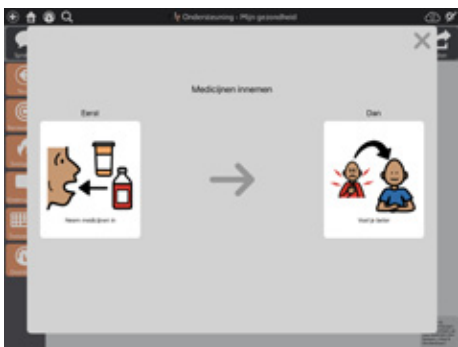 Ondersteuning - Mijn gezondheid
Medicijnen innemen
Eerst
Dan
Neem medicijnen in
Voel je beter